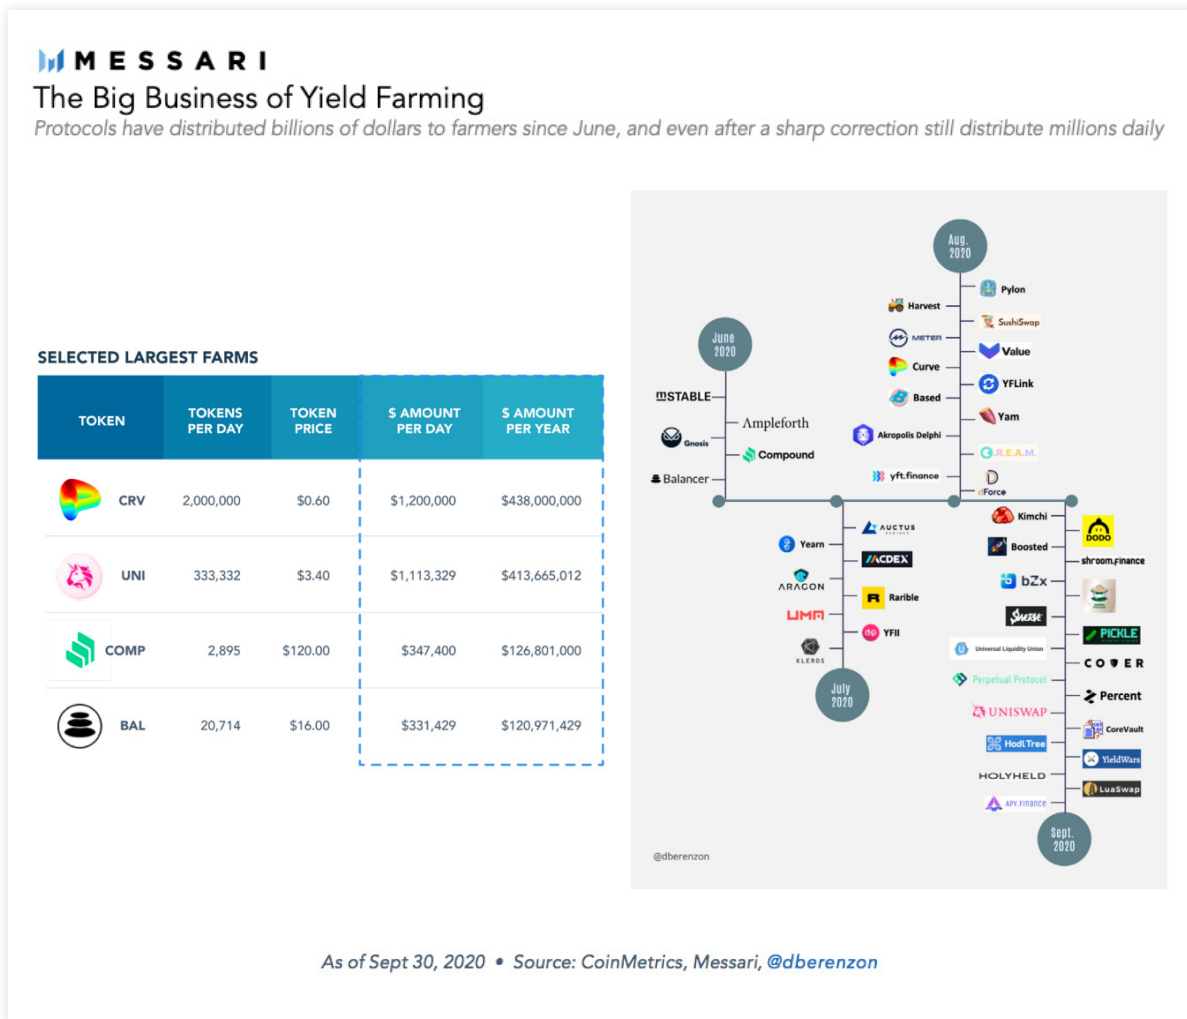 MESSARI
The Big Business of Yield Farming
Protocols have distributed billions of dollars to farmers since June, and even after a sharp correction still distribute millions daily
SELECTED LARGEST FARMS
TOKEN TOKENS PER DAY TOKEN PRICE $ AMOUNT PER DAY $ AMOUNT PER YEAR
CRV 2,000,000 $0.60 $1,200,000 $438,000,000
UNI 333,332 $3.40 $1,113,329 $413,665,012
COMP 2,895 $120.00 $347,400 $126,801,000
BAL 20,714 $16.00 $331,429 $120,971,429
June 2020
mSTABLE
Ampleforth
Gnosis
Compound
Balancer
Aug. 2020
Pylon
Harvest
SushiSwap
METER
Value
Curve
YFLink
Based
Yam
Akropolis Delphi
C.R.E.A.M.
yft.finance
dForce
AUCTUS
PROJECT
Yearn
MCDEX
ARAGON
Rarible
UMA
YFII
KLEROS
July 2020
Kimchi
DODO
Boosted
shroom.finance
bZx
Swerve
PICKLE
Universal Liquidity Union
COVER
Perpetual Protocol
Percent
UNISWAP
CoreVault
HodlTree
YieldWars
HOLYHELD
LuaSwap
APY.FINANCE
Sept. 2020
@dberenzon
As of Sept 30, 2020 • Source: CoinMetrics, Messari, @dberenzon